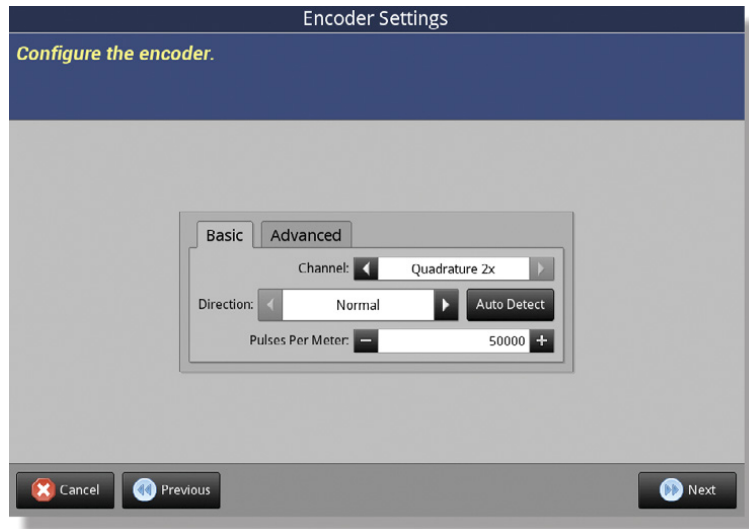 Encoder Settings
Configure the encoder.
Basic Advanced
Channel: Quadrature 2x
Direction: Normal Auto Detect
Pulses Per Meter: 50000
Cancel Previous Next